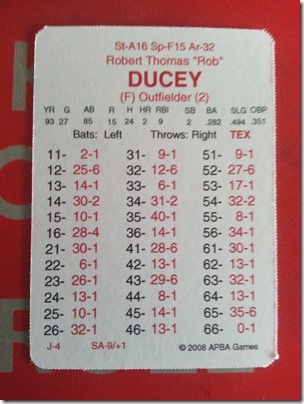 St-A16 Sp-F15 Ar-32
Robert Thomas "Rob"
DUCEY
(F) Outfielder (2)
YR G AB R H HR RBI SB BA SLG OBP
93 27 85 15 24 2 9 2 .282 .494 .351
Bats: Left Throws: Right TEX
11- 2-1 31- 9-1 51- 9-1
12- 25-6 32- 12-6 52- 27-6
13- 14-1 33- 6-1 53- 17-1
14- 30-2 34- 31-2 54- 32-2
15- 10-1 35- 40-1 55- 8-1
16- 28-4 36- 14-1 56- 31-1
21- 30-1 41- 28-6 61- 30-1
22- 6-1 42- 13-1 62- 13-1
23- 26-1 43- 29-6 63- 32-1
24- 13-1 44- 8-1 64- 13-1
25- 10-1 45- 14-1 65- 35-6
26- 32-1 46- 13-1 66- 0-1
J-4 SA-9/+1 © 2008 APBA Games